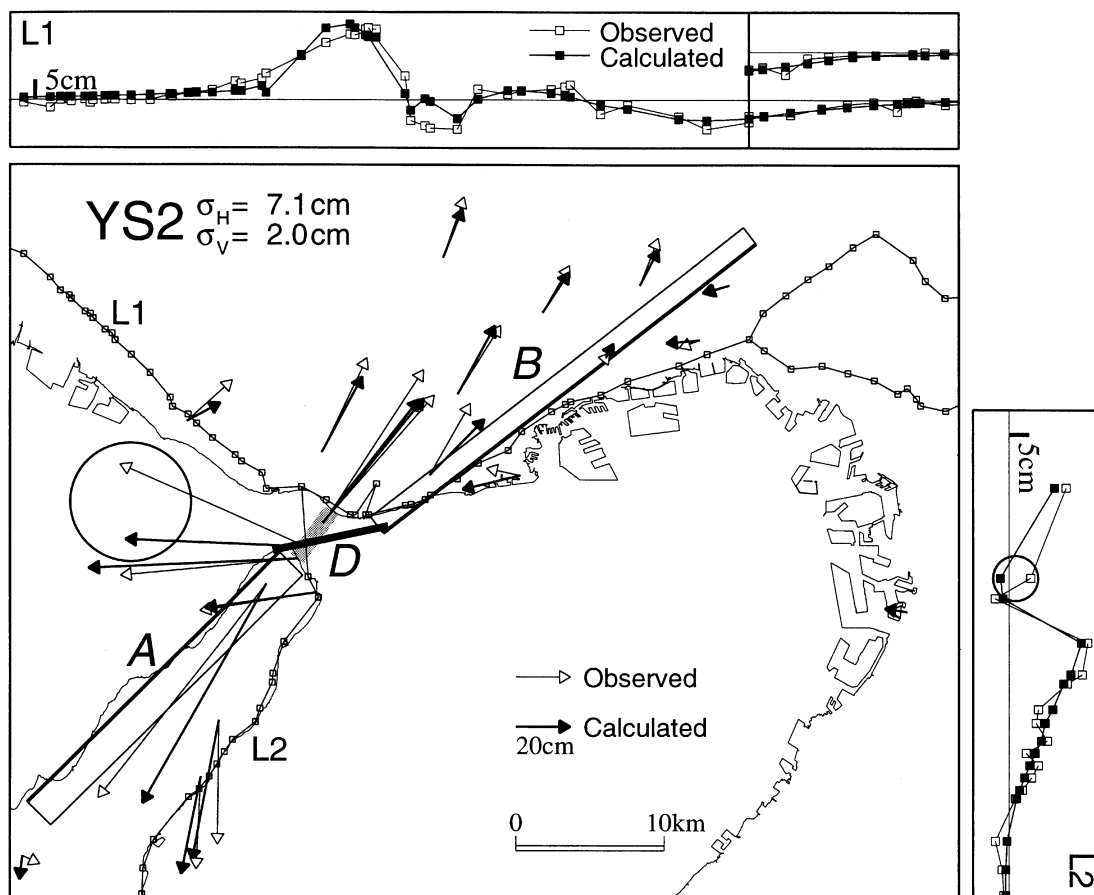 L1
Observed
Calculated
5cm
YS2
σH= 7.1cm
σV= 2.0cm
L1
B
D
A
L2
Observed
Calculated
20cm
0 10km
5cm
L2